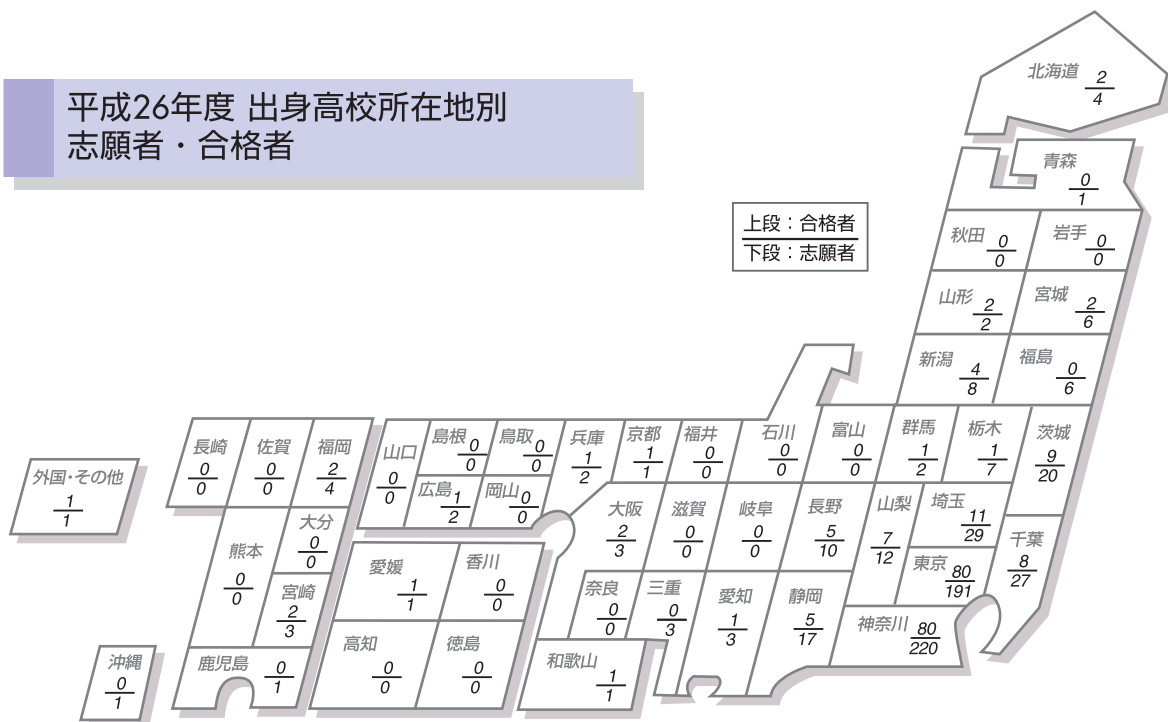 平成26年度 出身高校所在地別
志願者・合格者
上段：合格者
下段：志願者
北海道
2
4
青森
0
1
秋田
0
0
岩手
0
0
山形
2
2
宮城
2
6
新潟
4
8
福島
0
6
長崎
0
0
佐賀
0
0
福岡
2
4
山口
0
0
島根
0
0
鳥取
0
0
兵庫
1
2
京都
1
1
福井
0
0
石川
0
0
富山
0
0
群馬
1
2
栃木
1
7
茨城
9
20
外国・その他
1
1
広島
1
2
岡山
0
0
大阪
2
3
滋賀
0
0
岐阜
0
0
長野
5
10
山梨
7
12
埼玉
11
29
千葉
8
27
熊本
0
0
大分
0
0
宮崎
2
3
愛媛
1
1
香川
0
0
奈良
0
0
三重
0
3
愛知
1
3
静岡
5
17
東京
80
191
神奈川
80
220
沖縄
0
1
鹿児島
0
1
高知
0
0
徳島
0
0
和歌山
1
1